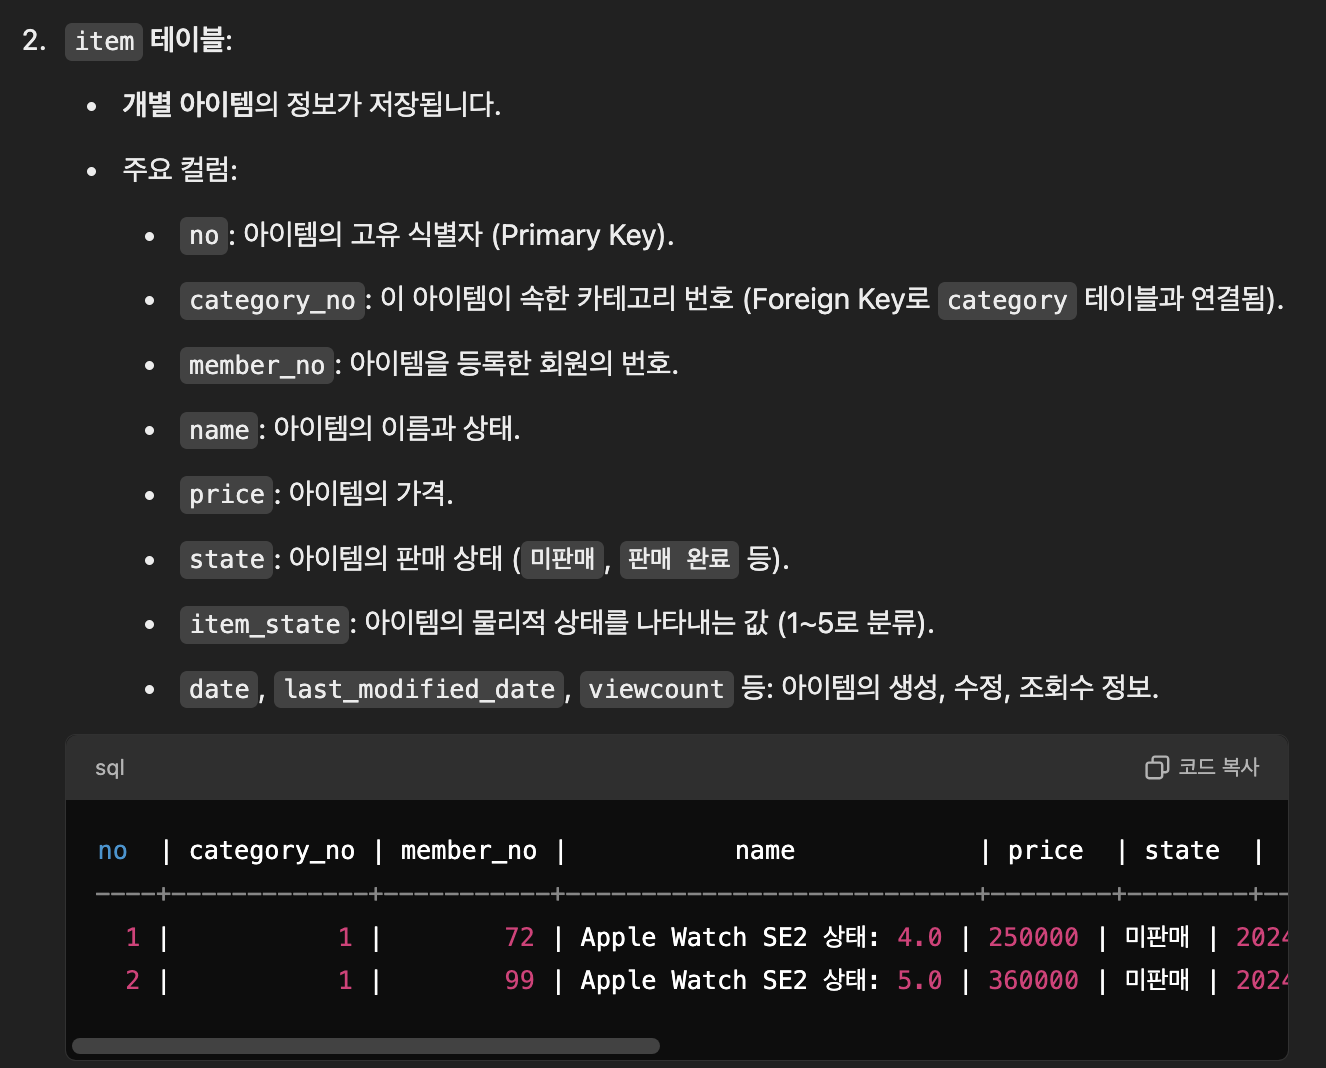 2. item 테이블:
• 개별 아이템의 정보가 저장됩니다.
• 주요 컬럼:
• no: 아이템의 고유 식별자 (Primary Key).
• category_no: 이 아이템이 속한 카테고리 번호 (Foreign Key로 category 테이블과 연결됨).
• member_no: 아이템을 등록한 회원의 번호.
• name: 아이템의 이름과 상태.
• price: 아이템의 가격.
• state: 아이템의 판매 상태 (미판매, 판매 완료 등).
• item_state: 아이템의 물리적 상태를 나타내는 값 (1~5로 분류).
• date, last_modified_date, viewcount 등: 아이템의 생성, 수정, 조회수 정보.
sql 코드 복사
no | category_no | member_no | name | price | state |
----+-------------+-----------+----------------------------+--------+--------+--
1 | 1 | 72 | Apple Watch SE2 상태: 4.0 | 250000 | 미판매 | 2024
2 | 1 | 99 | Apple Watch SE2 상태: 5.0 | 360000 | 미판매 | 2024